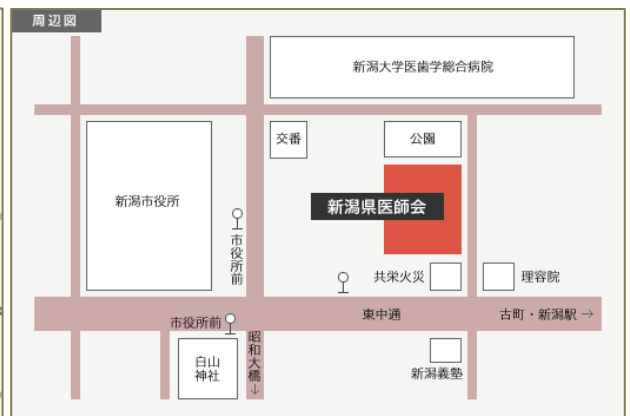 周辺図
新潟大学医歯学総合病院
交番
公園
新潟市役所
新潟県医師会
市役所前
共栄火災
理容院
市役所前
東中通
古町・新潟駅→
昭和大橋↓
白山
神社
新潟義塾